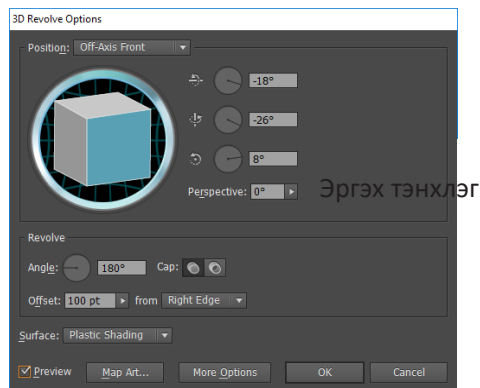 3D Revolve Options
Position: Off-Axis Front
-18°
-26°
8°
Perspective: 0°
Эргэх тэнхлэг
Revolve
Angle: 180° Cap:
Offset: 100 pt from Right Edge
Surface: Plastic Shading
Preview Map Art... More Options OK Cancel